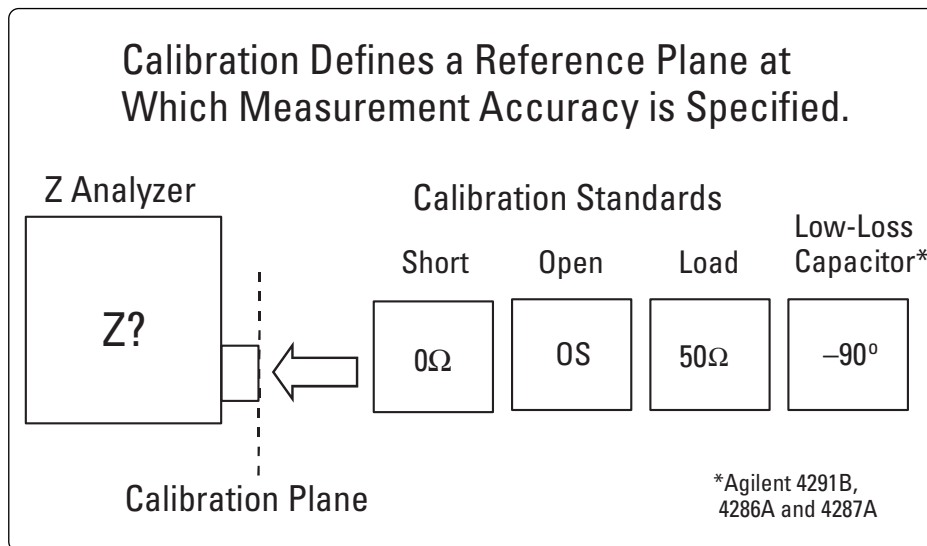 Calibration Defines a Reference Plane at
Which Measurement Accuracy is Specified.
Z Analyzer
Calibration Standards
Short
Open
Load
Low-Loss
Capacitor*
Z?
0Ω
OS
50Ω
–90º
Calibration Plane
*Agilent 4291B,
4286A and 4287A